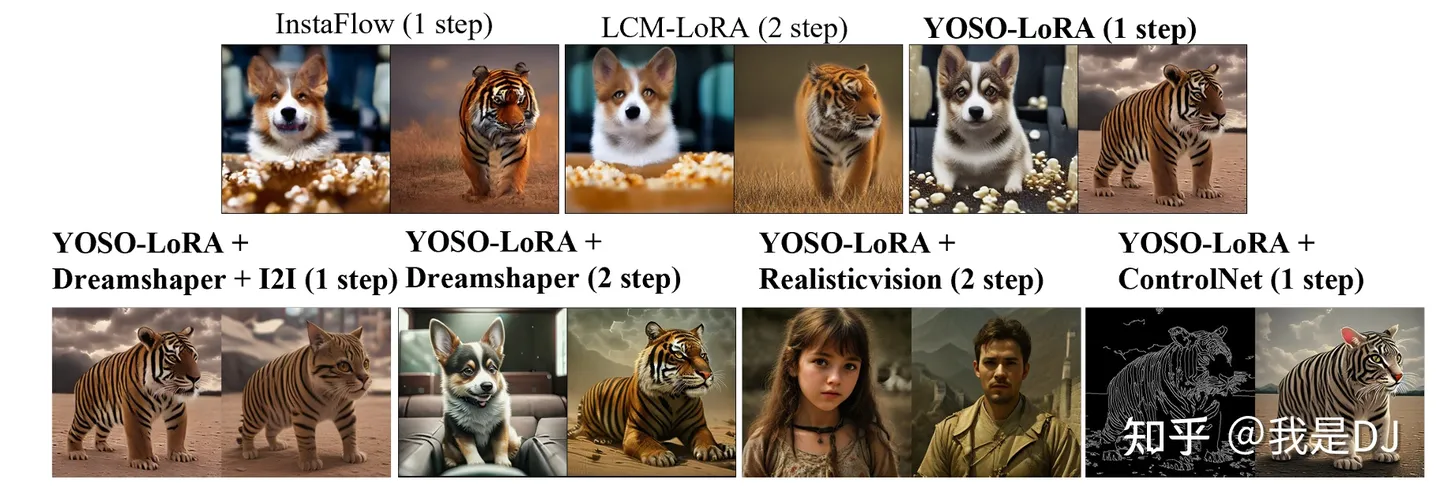 InstaFlow (1 step)
LCM-LoRA (2 step)
YOSO-LoRA (1 step)
YOSO-LoRA +
Dreamshaper + I2I (1 step)
YOSO-LoRA +
Dreamshaper (2 step)
YOSO-LoRA +
Realisticvision (2 step)
YOSO-LoRA +
ControlNet (1 step)
知乎 @我是DJ